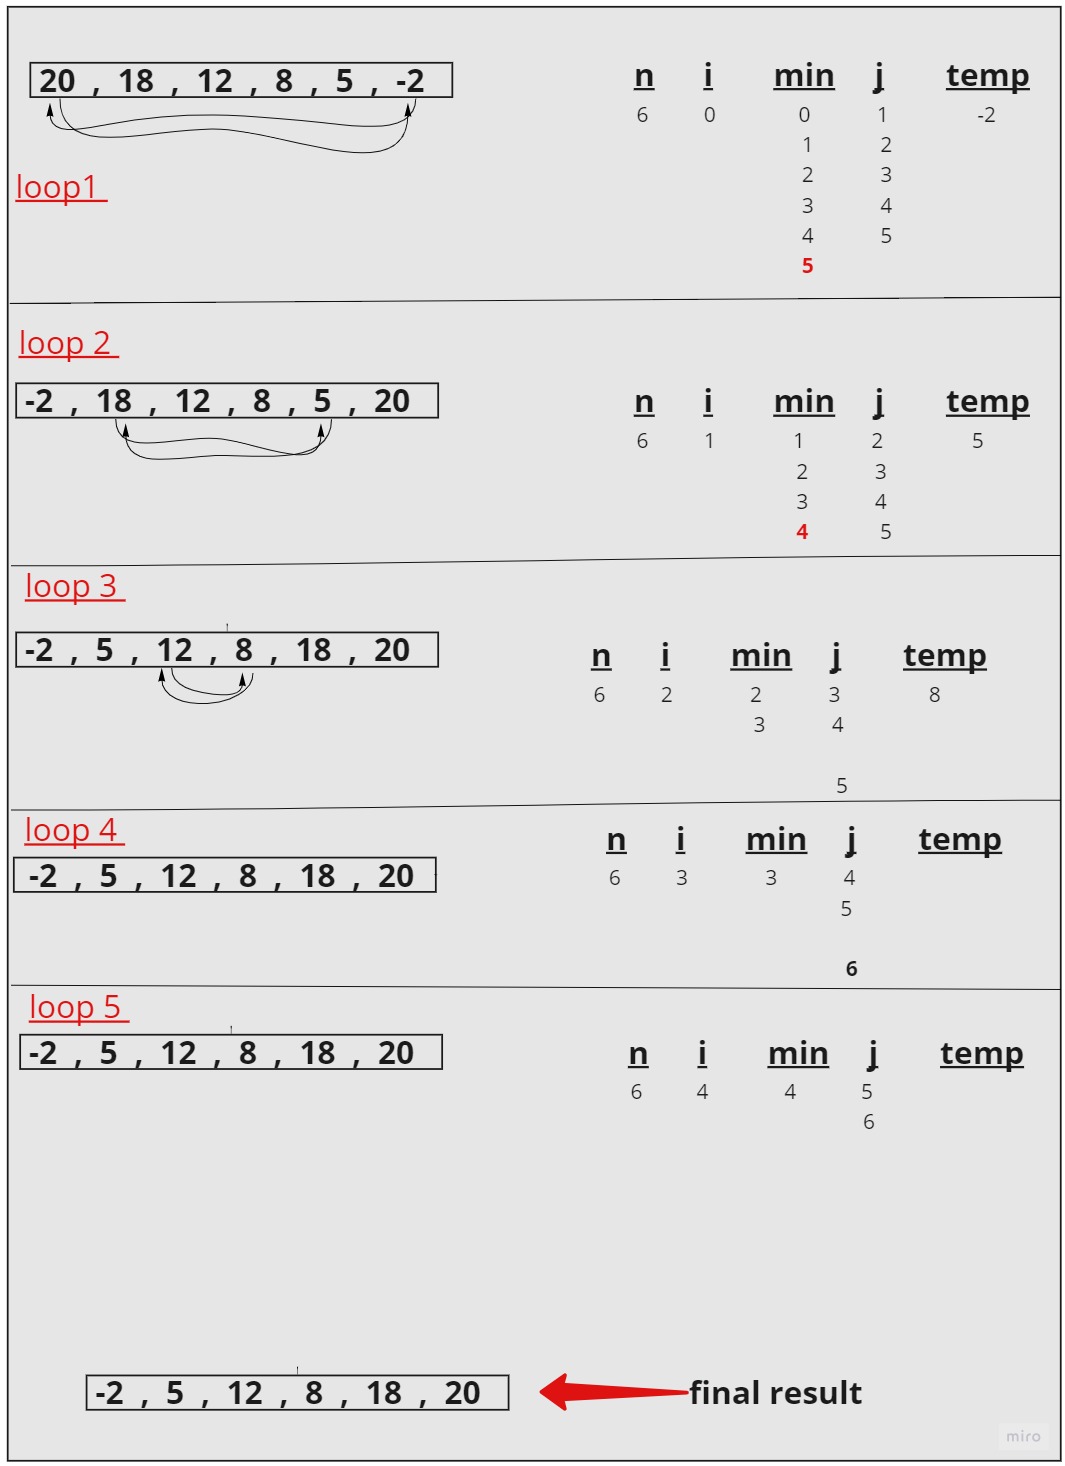 20 , 18 , 12 , 8 , 5 , -2
n i min j temp
6 0 0 1 -2
1 2
2 3
3 4
4 5
5
loop1
loop 2
-2 , 18 , 12 , 8 , 5 , 20
n i min j temp
6 1 1 2 5
2 3
3 4
4 5
loop 3
-2 , 5 , 12 , 8 , 18 , 20
n i min j temp
6 2 2 3 8
3 4
5
loop 4
-2 , 5 , 12 , 8 , 18 , 20
n i min j temp
6 3 3 4
5
6
loop 5
-2 , 5 , 12 , 8 , 18 , 20
n i min j temp
6 4 4 5
6
-2 , 5 , 12 , 8 , 18 , 20
final result
miro